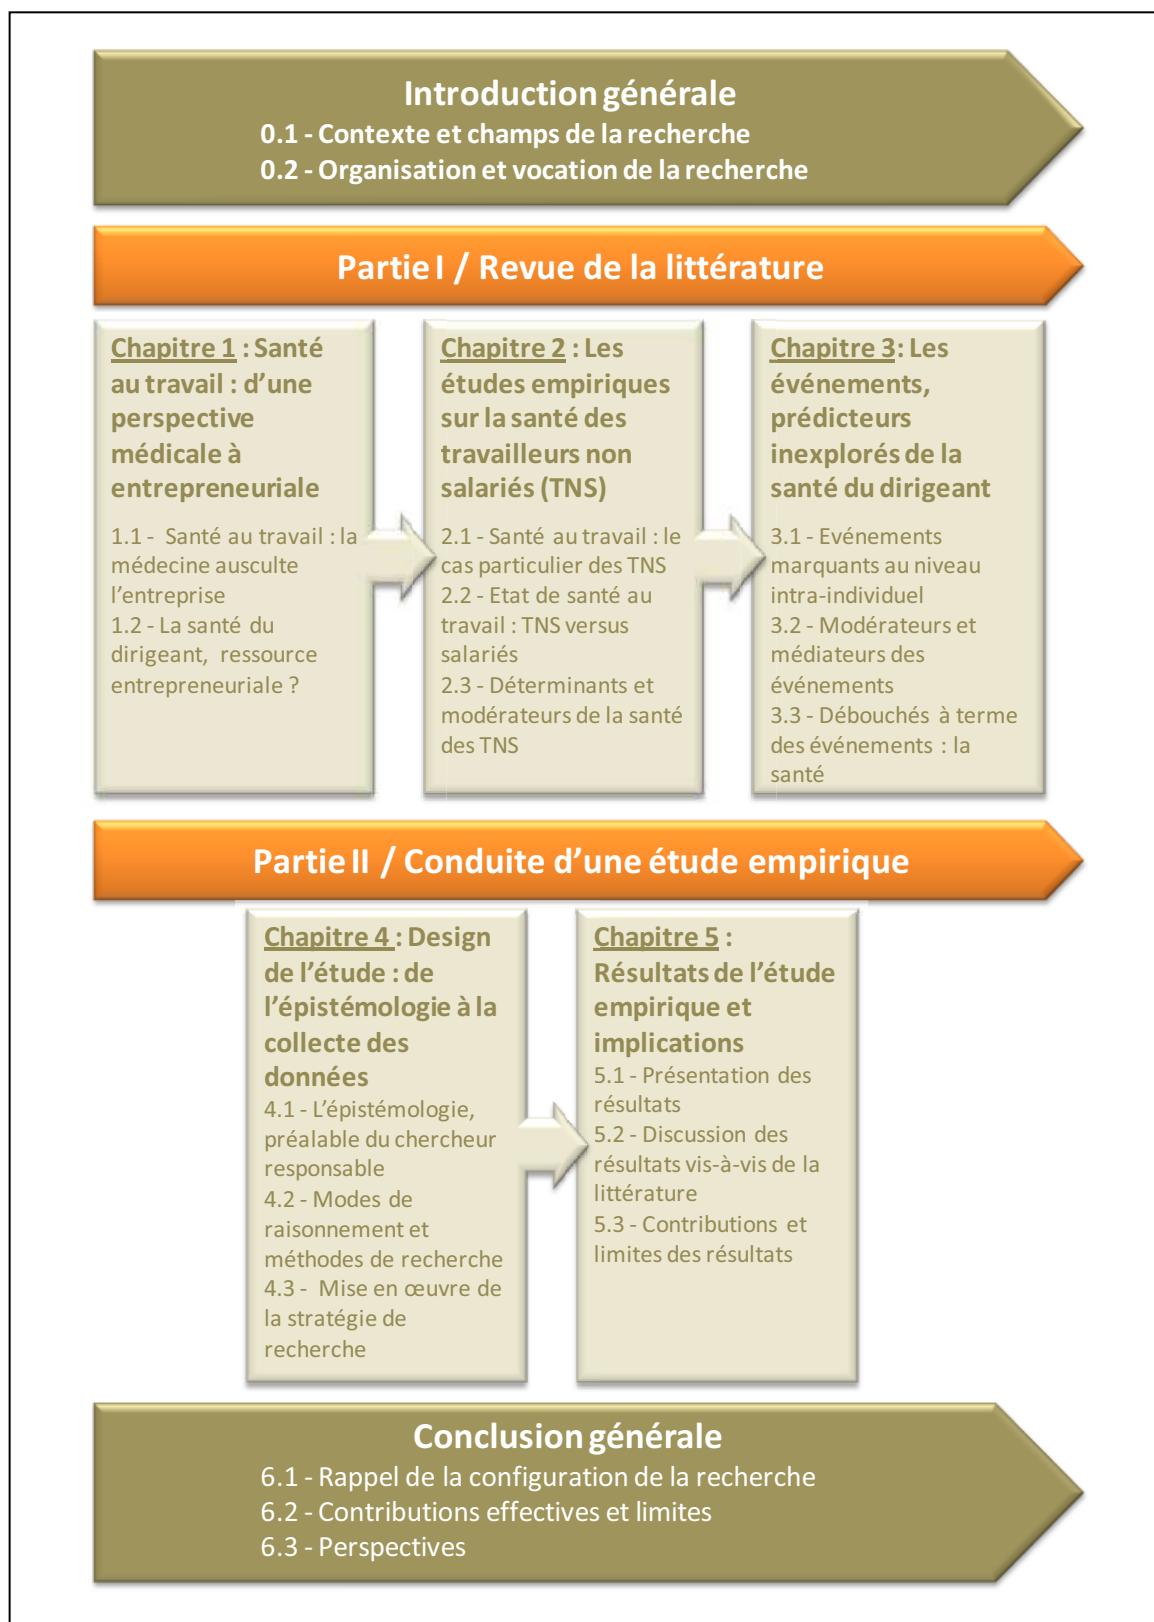 Introduction générale
0.1 - Contexte et champs de la recherche
0.2 - Organisation et vocation de la recherche
Partie I / Revue de la littérature
Chapitre 1 : Santé
au travail : d’une
perspective
médicale à
entrepreneuriale
1.1 - Santé au travail : la
médecine ausculte
l’entreprise
1.2 - La santé du
dirigeant, ressource
entrepreneuriale ?
Chapitre 2 : Les
études empiriques
sur la santé des
travailleurs non
salariés (TNS)
2.1 - Santé au travail : le
cas particulier des TNS
2.2 - Etat de santé au
travail : TNS versus
salariés
2.3 - Déterminants et
modérateurs de la santé
des TNS
Chapitre 3: Les
événements,
prédicteurs
inexplorés de la
santé du dirigeant
3.1 - Evénements
marquants au niveau
intra-individuel
3.2 - Modérateurs et
médiateurs des
événements
3.3 - Débouchés à terme
des événements : la
santé
Partie II / Conduite d’une étude empirique
Chapitre 4 : Design
de l’étude : de
l’épistémologie à la
collecte des
données
4.1 - L’épistémologie,
préalable du chercheur
responsable
4.2 - Modes de
raisonnement et
méthodes de recherche
4.3 - Mise en œuvre de
la stratégie de
recherche
Chapitre 5 :
Résultats de l’étude
empirique et
implications
5.1 - Présentation des
résultats
5.2 - Discussion des
résultats vis-à-vis de la
littérature
5.3 - Contributions et
limites des résultats
Conclusion générale
6.1 - Rappel de la configuration de la recherche
6.2 - Contributions effectives et limites
6.3 - Perspectives